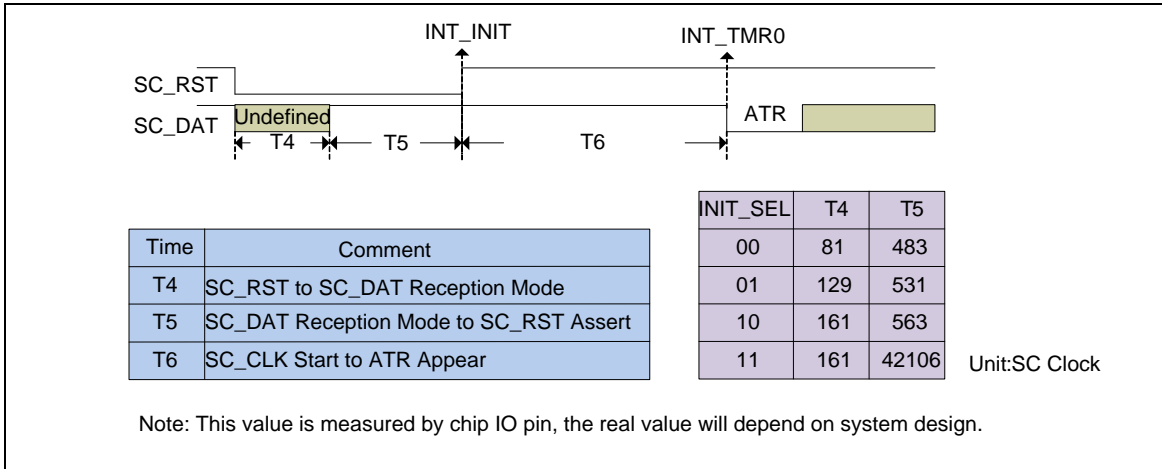 INT_INIT INT_TMR0
SC_RST
SC_DAT Undefined ATR
T4 T5 T6
INIT_SEL T4 T5
00 81 483
01 129 531
10 161 563
11 161 42106
Unit:SC Clock
Time Comment
T4 SC_RST to SC_DAT Reception Mode
T5 SC_DAT Reception Mode to SC_RST Assert
T6 SC_CLK Start to ATR Appear
Note: This value is measured by chip IO pin, the real value will depend on system design.